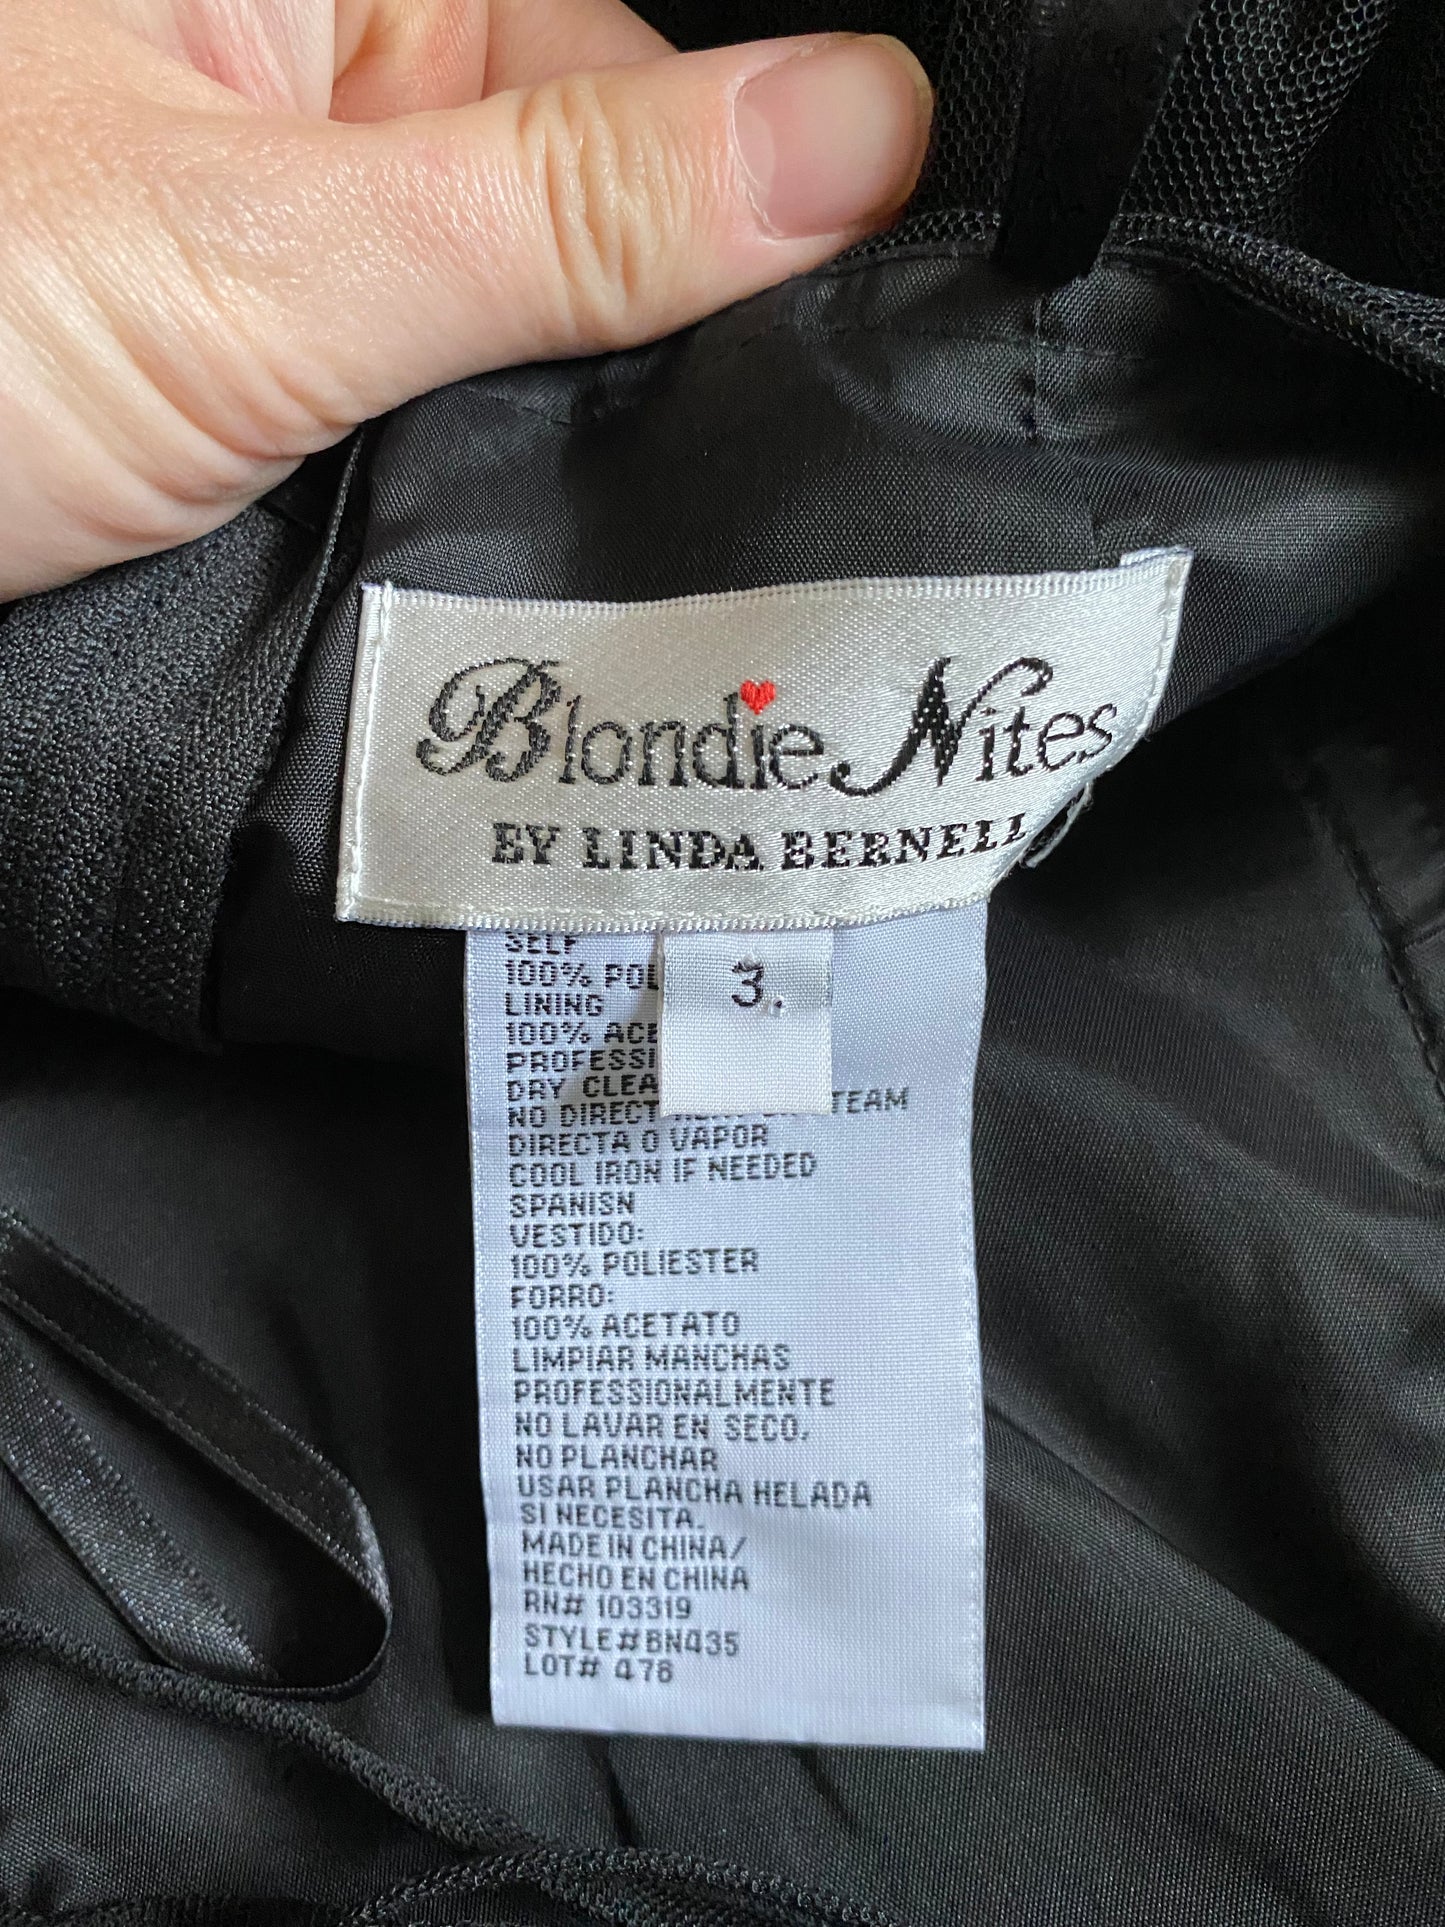 Blondie Nites
BY LINDA BERNELL
3.
SELF
100% POL
LINING
100% ACE
PROFESSI
DRY CLEA
NO DIRECT STEAM
DIRECTA O VAPOR
COOL IRON IF NEEDED
SPANISN
VESTIDO:
100% POLIESTER
FORRO:
100% ACETATO
LIMPIAR MANCHAS
PROFESSIONALMENTE
NO LAVAR EN SECO.
NO PLANCHAR
USAR PLANCHA HELADA
SI NECESITA.
MADE IN CHINA/
HECHO EN CHINA
RN# 103319
STYLE#BN435
LOT# 478